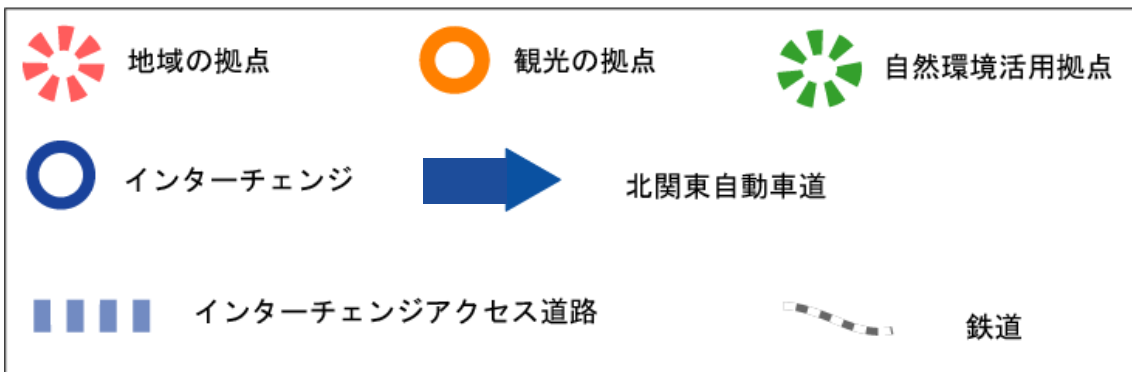 地域の拠点
観光の拠点
自然環境活用拠点
インターチェンジ
北関東自動車道
インターチェンジアクセス道路
鉄道